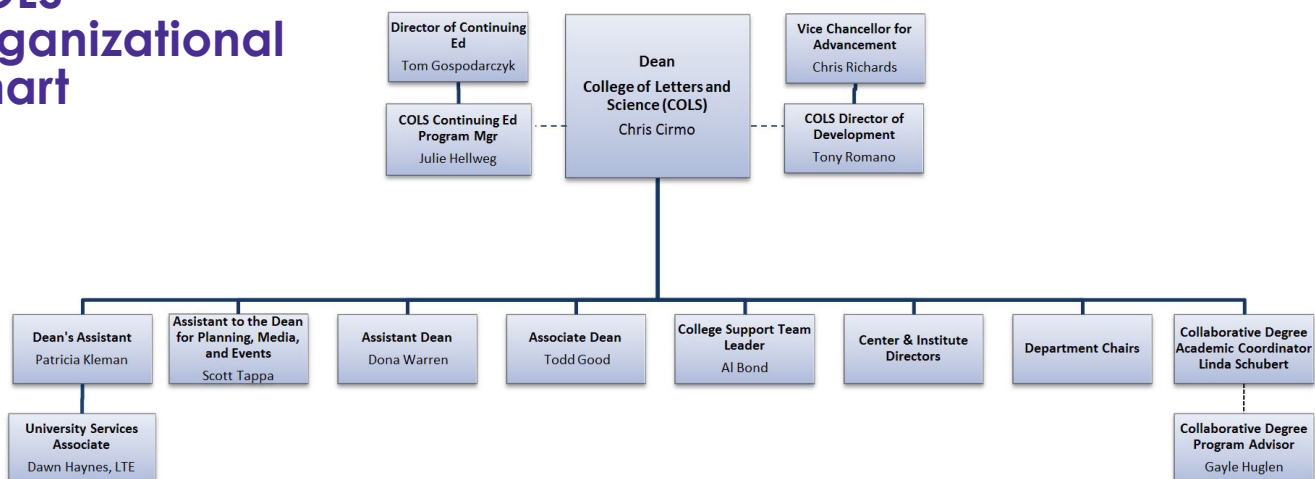 ganizational
Director of Continuing
Ed
Tom Gospodarczyk
COLS Continuing Ed
Program Mgr
Julie Hellweg
Dean
College of Letters and
Science (COLS)
Chris Cirmo
Vice Chancellor for
Advancement
Chris Richards
COLS Director of
Development
Tony Romano
Dean's Assistant
Patricia Kleman
Assistant to the Dean
for Planning, Media,
and Events
Scott Tappa
Assistant Dean
Dona Warren
Associate Dean
Todd Good
College Support Team
Leader
Al Bond
Center & Institute
Directors
Department Chairs
Collaborative Degree
Academic Coordinator
Linda Schubert
University Services
Associate
Dawn Haynes, LTE
Collaborative Degree
Program Advisor
Gayle Huglen